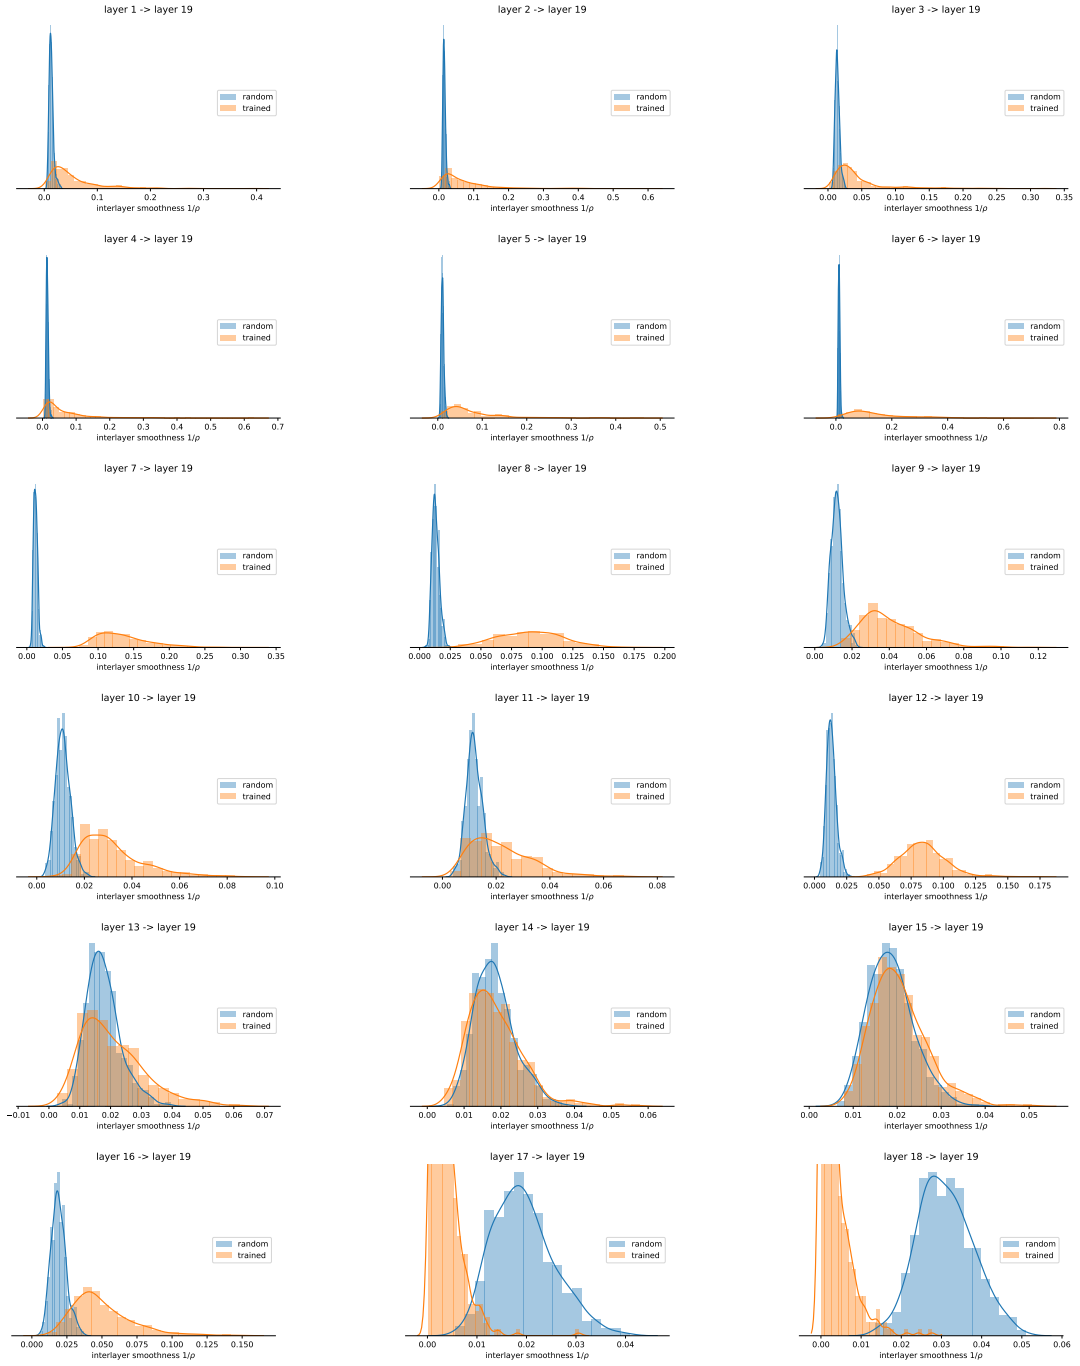 layer 1 -> layer 19
random
trained
0.0 0.1 0.2 0.3 0.4
interlayer smoothness 1/ρ
layer 2 -> layer 19
random
trained
0.0 0.1 0.2 0.3 0.4 0.5 0.6
interlayer smoothness 1/ρ
layer 3 -> layer 19
random
trained
0.00 0.05 0.10 0.15 0.20 0.25 0.30 0.35
interlayer smoothness 1/ρ
layer 4 -> layer 19
random
trained
0.0 0.1 0.2 0.3 0.4 0.5 0.6 0.7
interlayer smoothness 1/ρ
layer 5 -> layer 19
random
trained
0.0 0.1 0.2 0.3 0.4 0.5
interlayer smoothness 1/ρ
layer 6 -> layer 19
random
trained
0.0 0.2 0.4 0.6 0.8
interlayer smoothness 1/ρ
layer 7 -> layer 19
random
trained
0.00 0.05 0.10 0.15 0.20 0.25 0.30 0.35
interlayer smoothness 1/ρ
layer 8 -> layer 19
random
trained
0.000 0.025 0.050 0.075 0.100 0.125 0.150 0.175 0.200
interlayer smoothness 1/ρ
layer 9 -> layer 19
random
trained
0.00 0.02 0.04 0.06 0.08 0.10 0.12
interlayer smoothness 1/ρ
layer 10 -> layer 19
random
trained
0.00 0.02 0.04 0.06 0.08 0.10
interlayer smoothness 1/ρ
layer 11 -> layer 19
random
trained
0.00 0.02 0.04 0.06 0.08
interlayer smoothness 1/ρ
layer 12 -> layer 19
random
trained
0.000 0.025 0.050 0.075 0.100 0.125 0.150 0.175
interlayer smoothness 1/ρ
layer 13 -> layer 19
random
trained
−0.01 0.00 0.01 0.02 0.03 0.04 0.05 0.06 0.07
interlayer smoothness 1/ρ
layer 14 -> layer 19
random
trained
0.00 0.01 0.02 0.03 0.04 0.05 0.06
interlayer smoothness 1/ρ
layer 15 -> layer 19
random
trained
0.00 0.01 0.02 0.03 0.04 0.05
interlayer smoothness 1/ρ
layer 16 -> layer 19
random
trained
0.000 0.025 0.050 0.075 0.100 0.125 0.150
interlayer smoothness 1/ρ
layer 17 -> layer 19
random
trained
0.00 0.01 0.02 0.03 0.04
interlayer smoothness 1/ρ
layer 18 -> layer 19
random
trained
0.00 0.01 0.02 0.03 0.04 0.05 0.06
interlayer smoothness 1/ρ